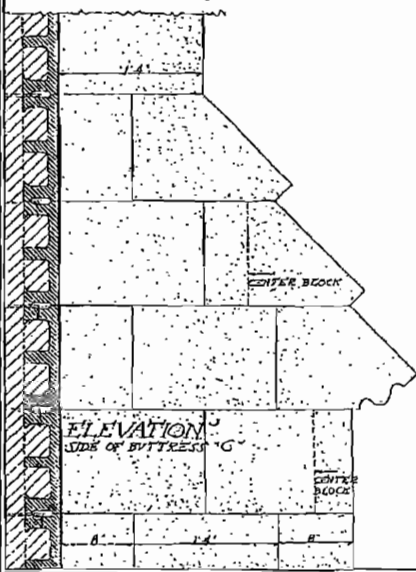 1'4"
CENTER BLOCK
ELEVATION
SIDE OF BUTTRESS "C"
CENTER
BLOCK
8" 1'4" 8"